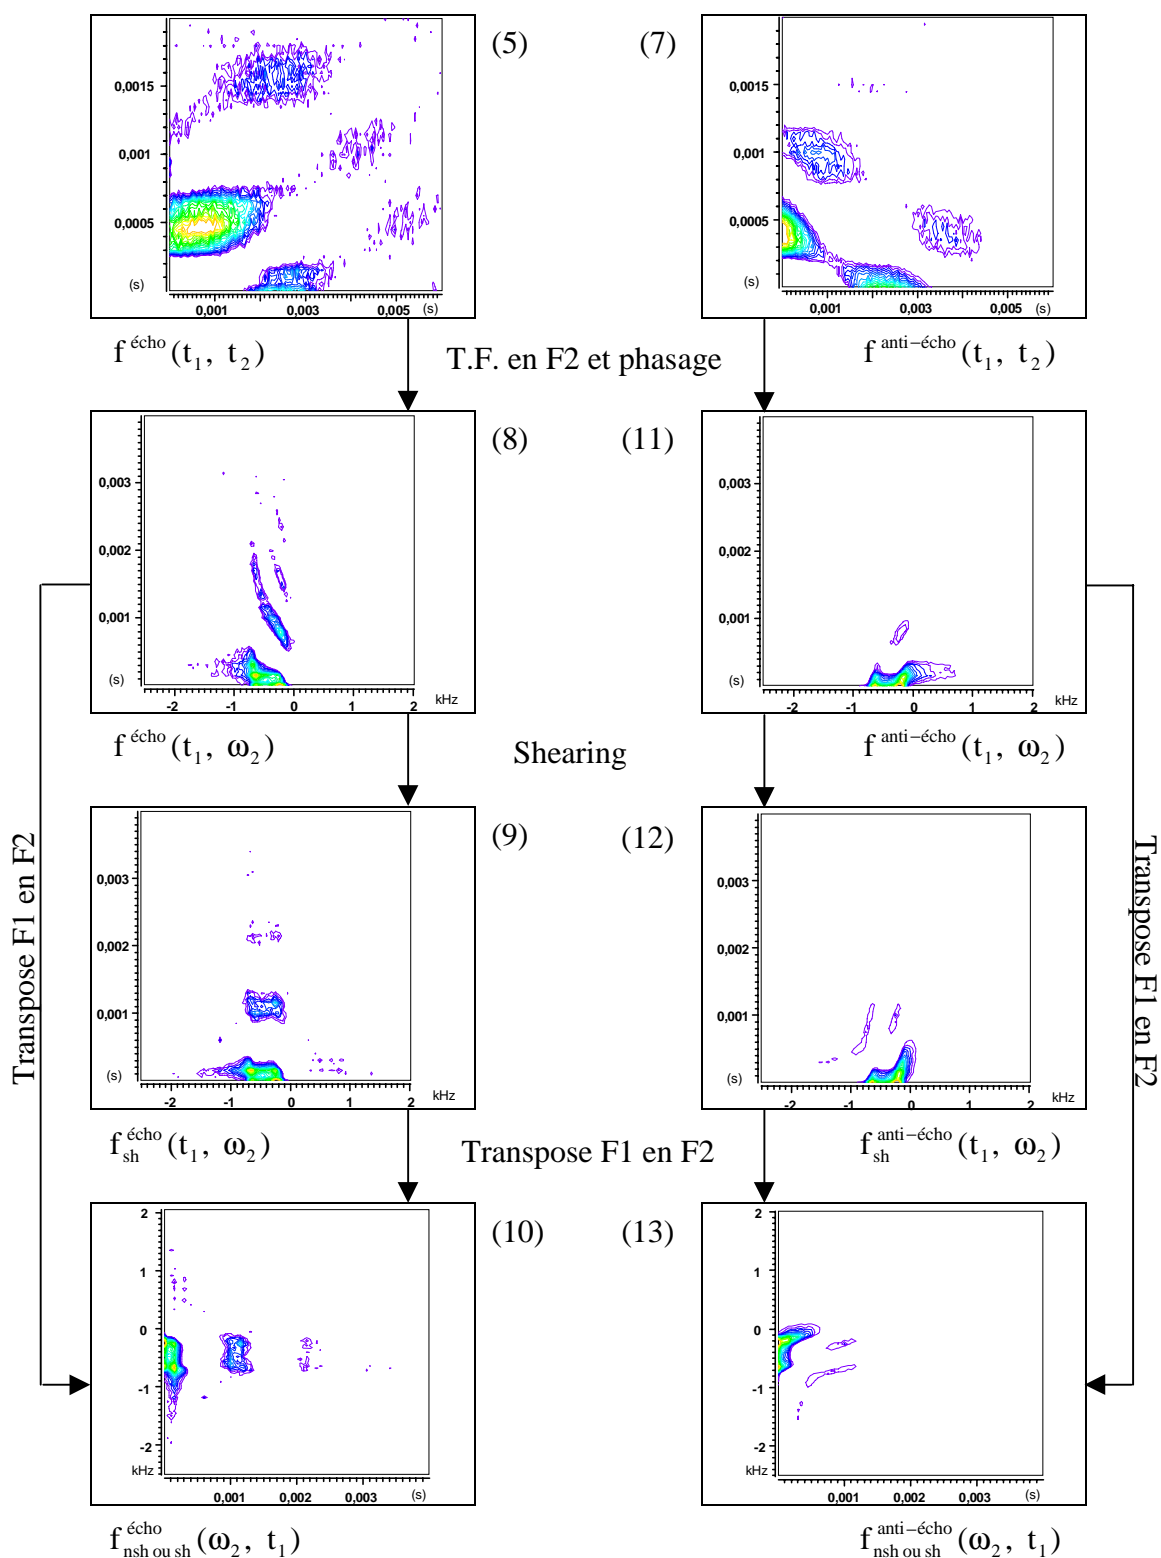 (5)
(7)
0,0015
0,001
0,0005
(s)
0,001 0,003 0,005 (s)
0,0015
0,001
0,0005
(s)
0,001 0,003 0,005 (s)
f écho (t1, t2)
T.F. en F2 et phasage
f anti−écho (t1, t2)
(8)
(11)
0,003
0,002
0,001
(s)
-2 -1 0 1 2 kHz
0,003
0,002
0,001
(s)
-2 -1 0 1 2 kHz
f écho (t1, ω2)
Shearing
f anti−écho (t1, ω2)
Transpose F1 en F2
Transpose F1 en F2
(9)
(12)
0,003
0,002
0,001
(s)
-2 -1 0 1 2 kHz
0,003
0,002
0,001
(s)
-2 -1 0 1 2 kHz
f sh écho (t1, ω2)
Transpose F1 en F2
f sh anti−écho (t1, ω2)
(10)
(13)
2
1
0
-1
-2
kHz
0,001 0,002 0,003 (s)
2
1
0
-1
-2
kHz
0,001 0,002 0,003 (s)
f nsh ou sh écho (ω2, t1)
f nsh ou sh anti−écho (ω2, t1)